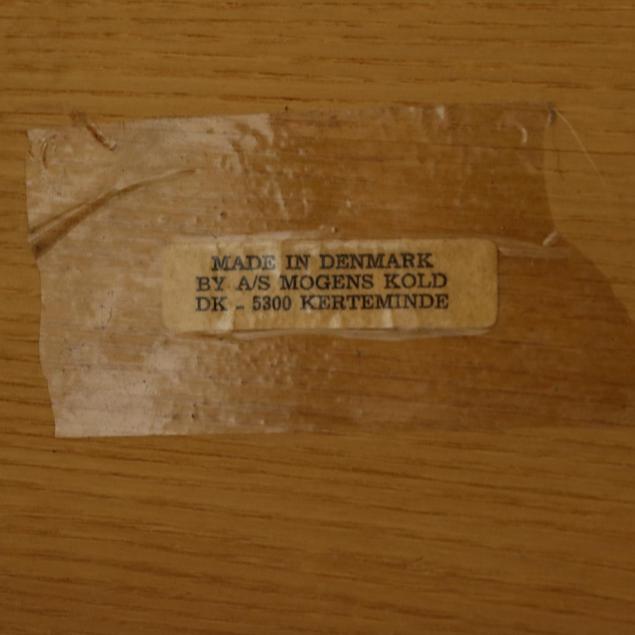 MADE IN DENMARK
BY A/S MOGENS KOLD
DK - 5300 KERTEMINDE